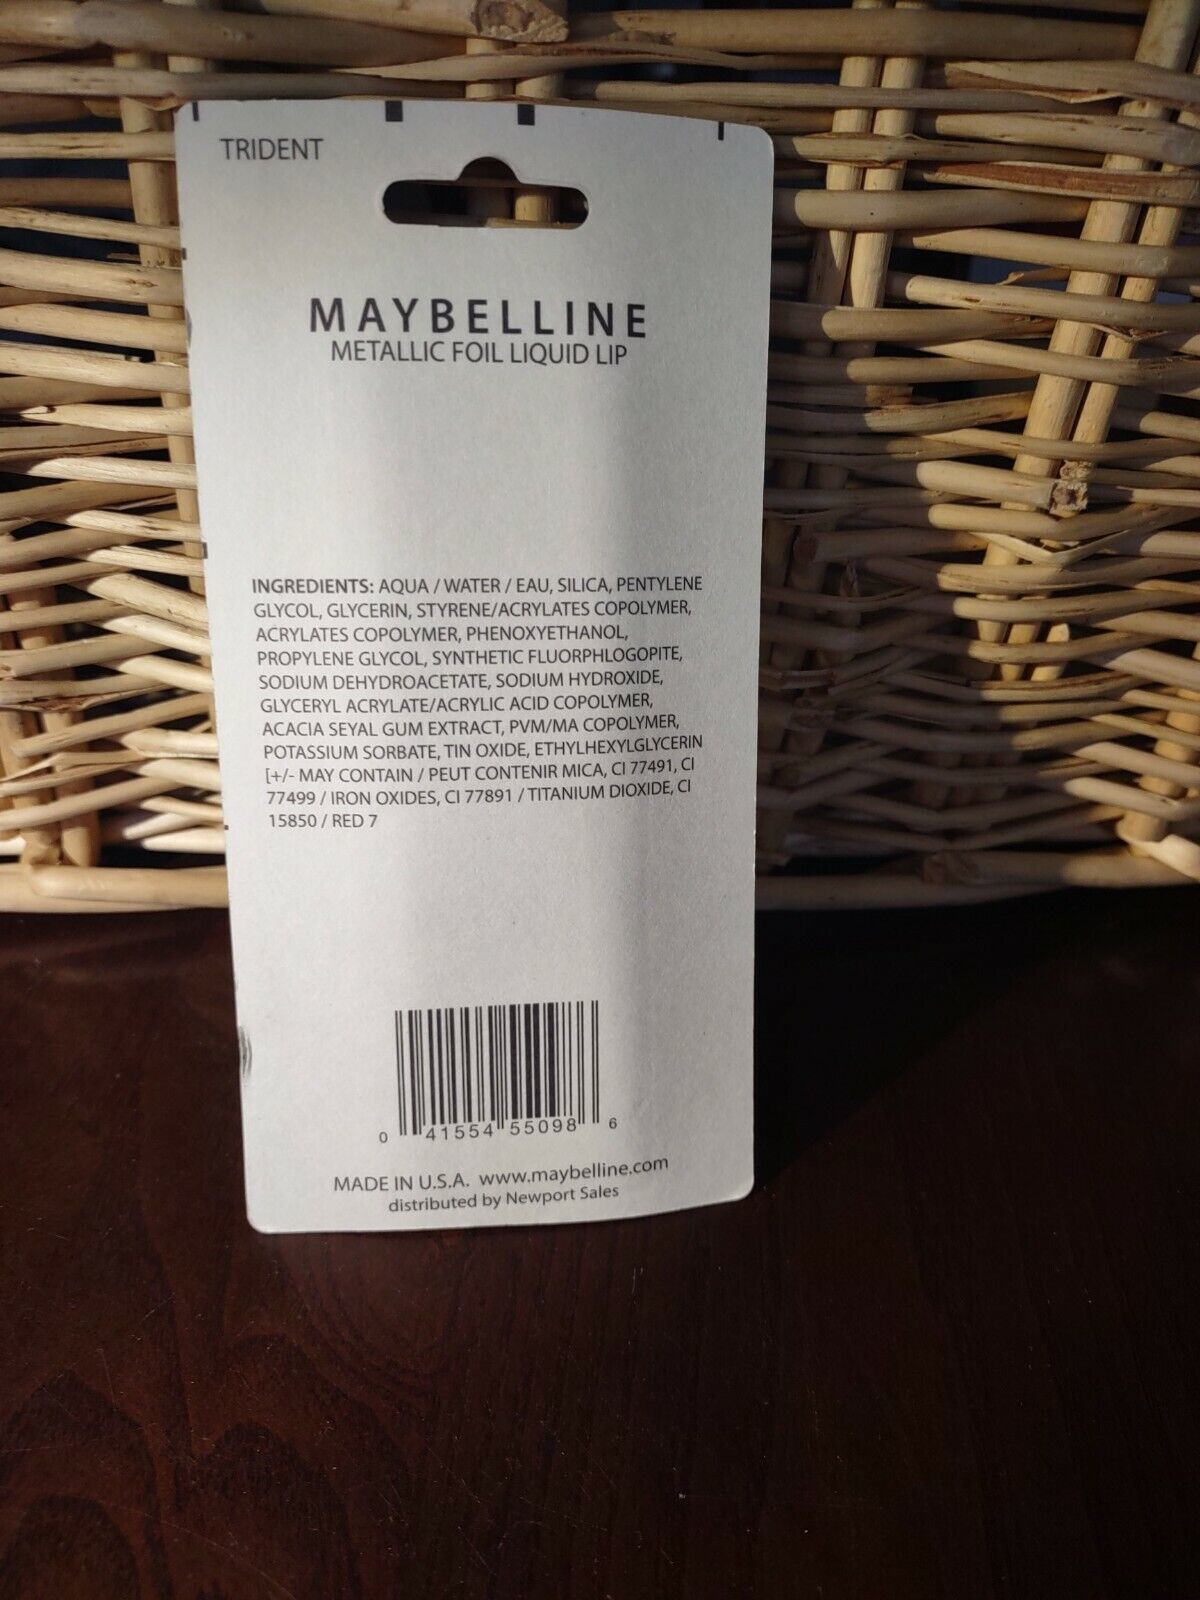 TRIDENT
MAYBELLINE
METALLIC FOIL LIQUID LIP
INGREDIENTS: AQUA / WATER / EAU, SILICA, PENTYLENE
GLYCOL, GLYCERIN, STYRENE/ACRYLATES COPOLYMER,
ACRYLATES COPOLYMER, PHENOXYETHANOL,
PROPYLENE GLYCOL, SYNTHETIC FLUORPHLOGOPITE,
SODIUM DEHYDROACETATE, SODIUM HYDROXIDE,
GLYCERYL ACRYLATE/ACRYLIC ACID COPOLYMER,
ACACIA SEYAL GUM EXTRACT, PVM/MA COPOLYMER,
POTASSIUM SORBATE, TIN OXIDE, ETHYLHEXYLGLYCERIN
[+/- MAY CONTAIN / PEUT CONTENIR MICA, CI 77491, CI
77499 / IRON OXIDES, CI 77891 / TITANIUM DIOXIDE, CI
15850 / RED 7
0 41554 55098 6
MADE IN U.S.A. www.maybelline.com
distributed by Newport Sales